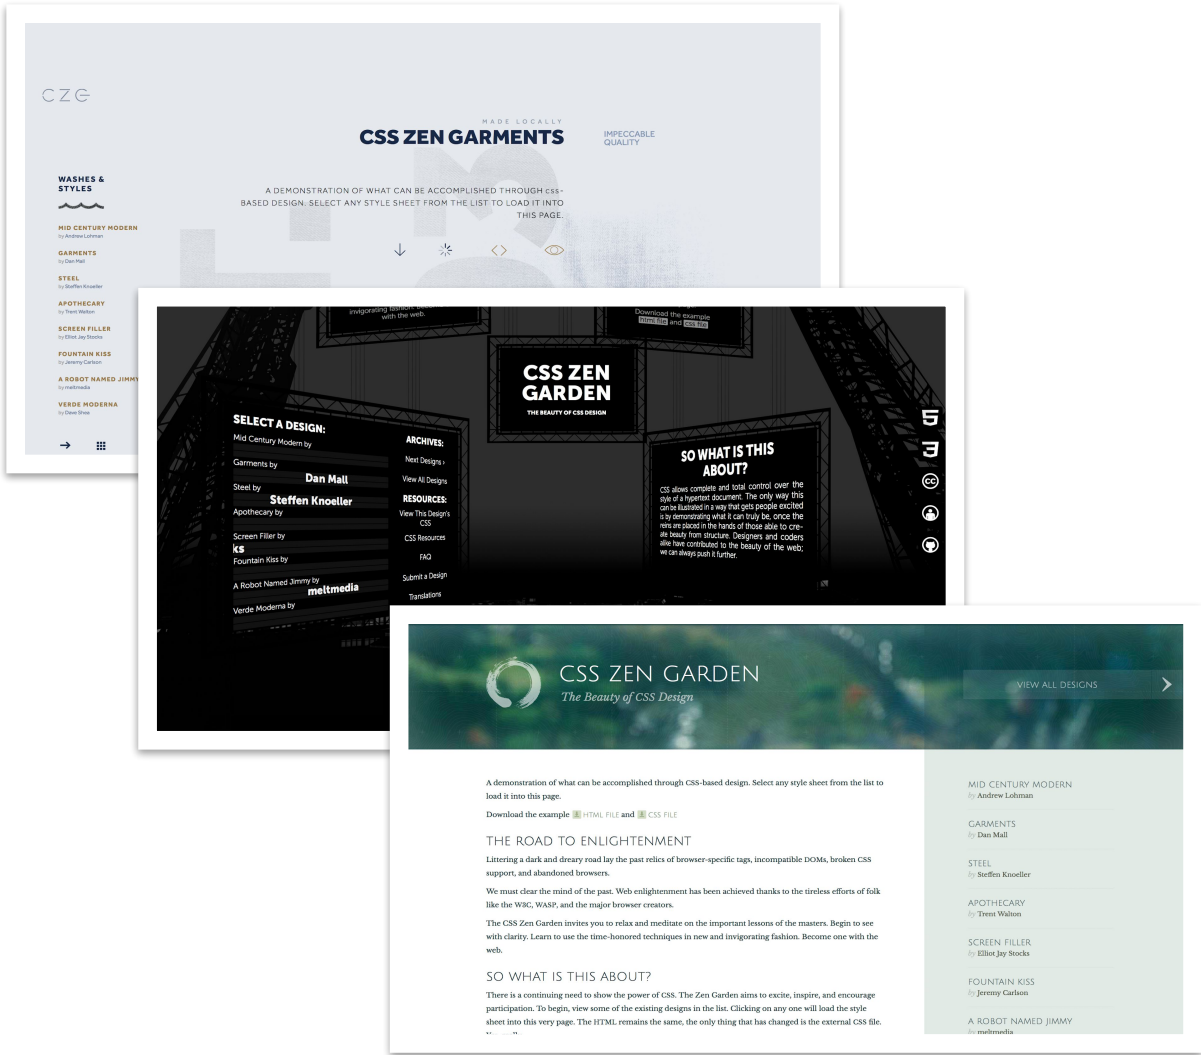 CZG
MADE LOCALLY
CSS ZEN GARMENTS
IMPECCABLE
QUALITY
A DEMONSTRATION OF WHAT CAN BE ACCOMPLISHED THROUGH css-
BASED DESIGN. SELECT ANY STYLE SHEET FROM THE LIST TO LOAD IT INTO
THIS PAGE.
WASHES &
STYLES
MID CENTURY MODERN
by Andrew Lohman
GARMENTS
by Dan Mall
STEEL
by Steffen Knoeller
APOTHECARY
by Trent Walton
SCREEN FILLER
by Elliot Jay Stocks
FOUNTAIN KISS
by Jeremy Carlson
A ROBOT NAMED JIMMY
by meltmedia
VERDE MODERNA
by Dave Shea
invigorating fashion.
with the web.
Download the example
html file and css file
CSS ZEN
GARDEN
THE BEAUTY OF CSS DESIGN
SELECT A DESIGN:
Mid Century Modern by
Garments by
Dan Mall
Steel by
Steffen Knoeller
Apothecary by
Screen Filler by
ks
Fountain Kiss by
A Robot Named Jimmy by
meltmedia
Verde Moderna by
ARCHIVES:
Next Designs ›
View All Designs
RESOURCES:
View This Design's
CSS
CSS Resources
FAQ
Submit a Design
Translations
SO WHAT IS THIS
ABOUT?
CSS allows complete and total control over the
style of a hypertext document. The only way this
can be illustrated in a way that gets people excited
is by demonstrating what it can truly be, once the
reins are placed in the hands of those able to cre-
ate beauty from structure. Designers and coders
alike have contributed to the beauty of the web;
we can always push it further.
5
3
cc
CSS ZEN GARDEN
The Beauty of CSS Design
VIEW ALL DESIGNS
A demonstration of what can be accomplished through CSS-based design. Select any style sheet from the list to
load it into this page.
Download the example HTML FILE and CSS FILE
THE ROAD TO ENLIGHTENMENT
Littering a dark and dreary road lay the past relics of browser-specific tags, incompatible DOMs, broken CSS
support, and abandoned browsers.
We must clear the mind of the past. Web enlightenment has been achieved thanks to the tireless efforts of folk
like the W3C, WASP, and the major browser creators.
The CSS Zen Garden invites you to relax and meditate on the important lessons of the masters. Begin to see
with clarity. Learn to use the time-honored techniques in new and invigorating fashion. Become one with the
web.
SO WHAT IS THIS ABOUT?
There is a continuing need to show the power of CSS. The Zen Garden aims to excite, inspire, and encourage
participation. To begin, view some of the existing designs in the list. Clicking on any one will load the style
sheet into this very page. The HTML remains the same, the only thing that has changed is the external CSS file.
MID CENTURY MODERN
by Andrew Lohman
GARMENTS
by Dan Mall
STEEL
by Steffen Knoeller
APOTHECARY
by Trent Walton
SCREEN FILLER
by Elliot Jay Stocks
FOUNTAIN KISS
by Jeremy Carlson
A ROBOT NAMED JIMMY
by meltmedia